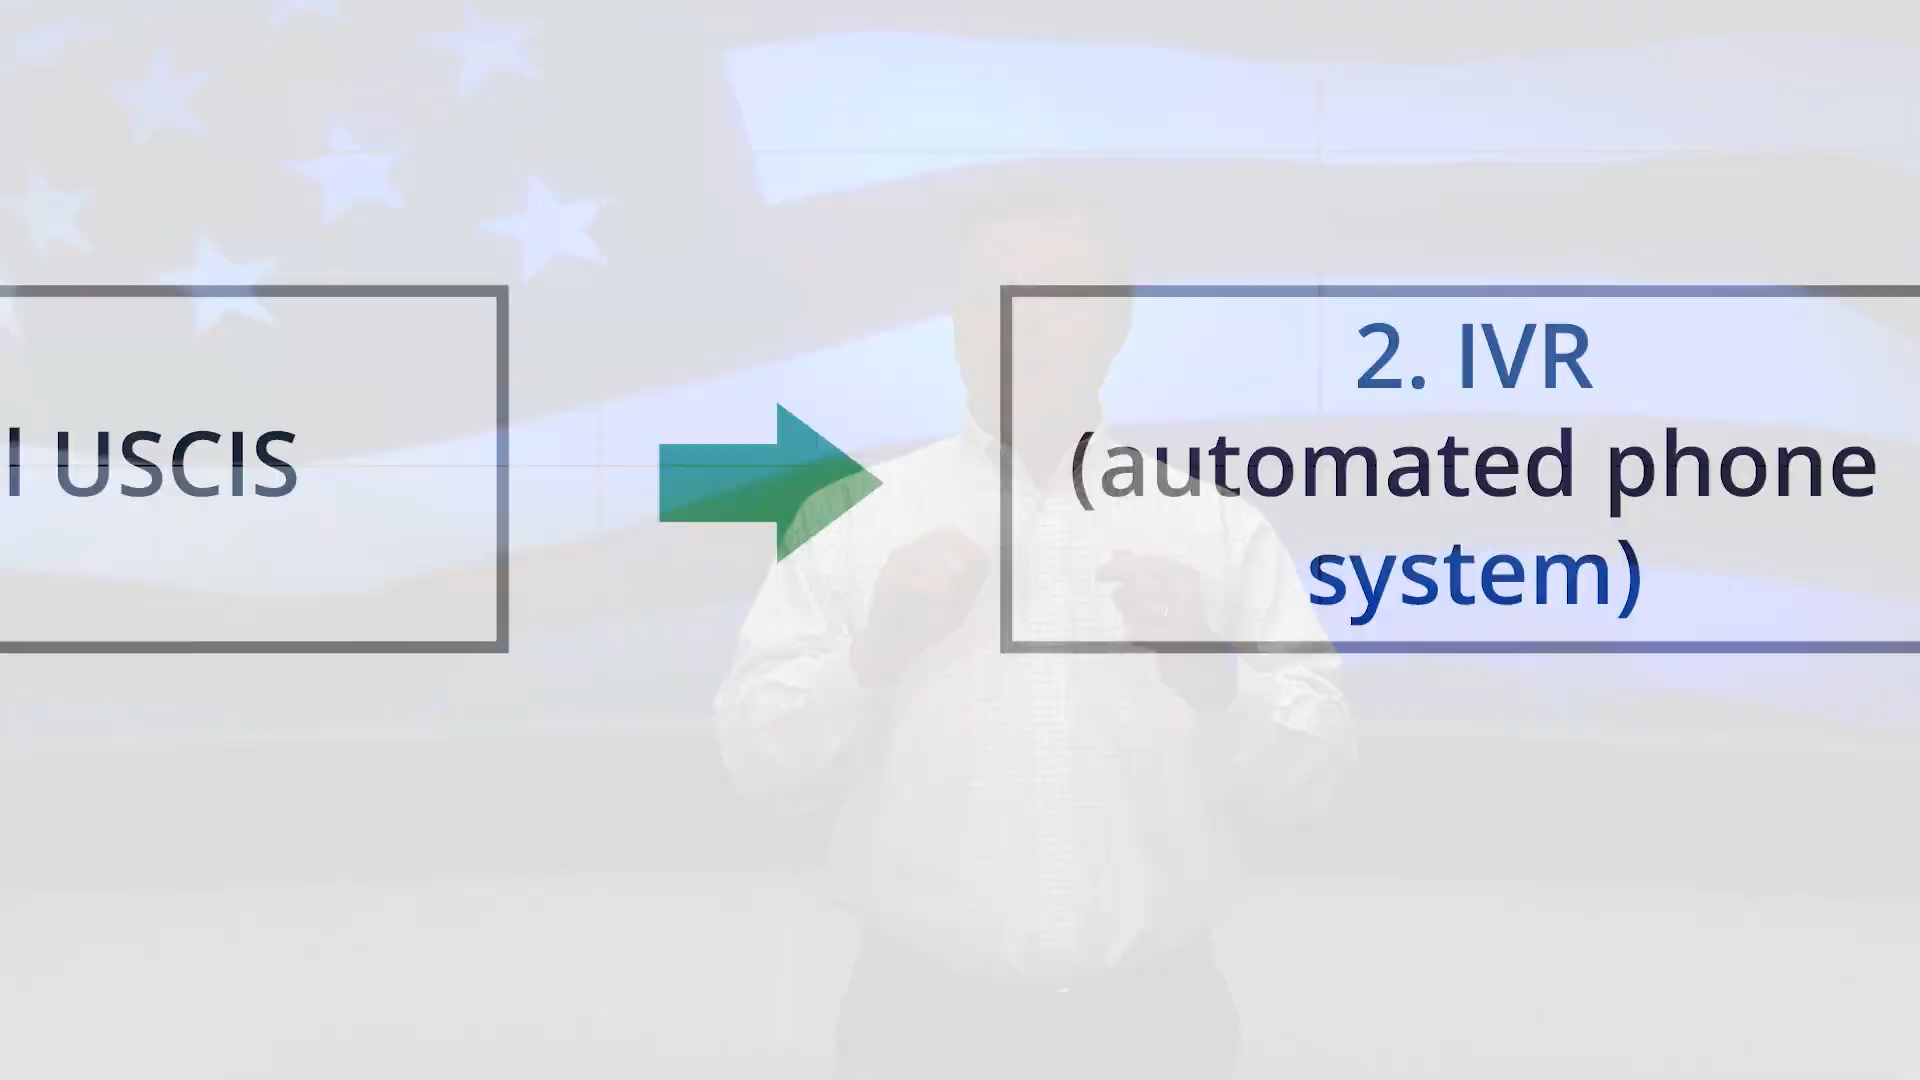 USCIS
2. IVR
(automated phone
system)